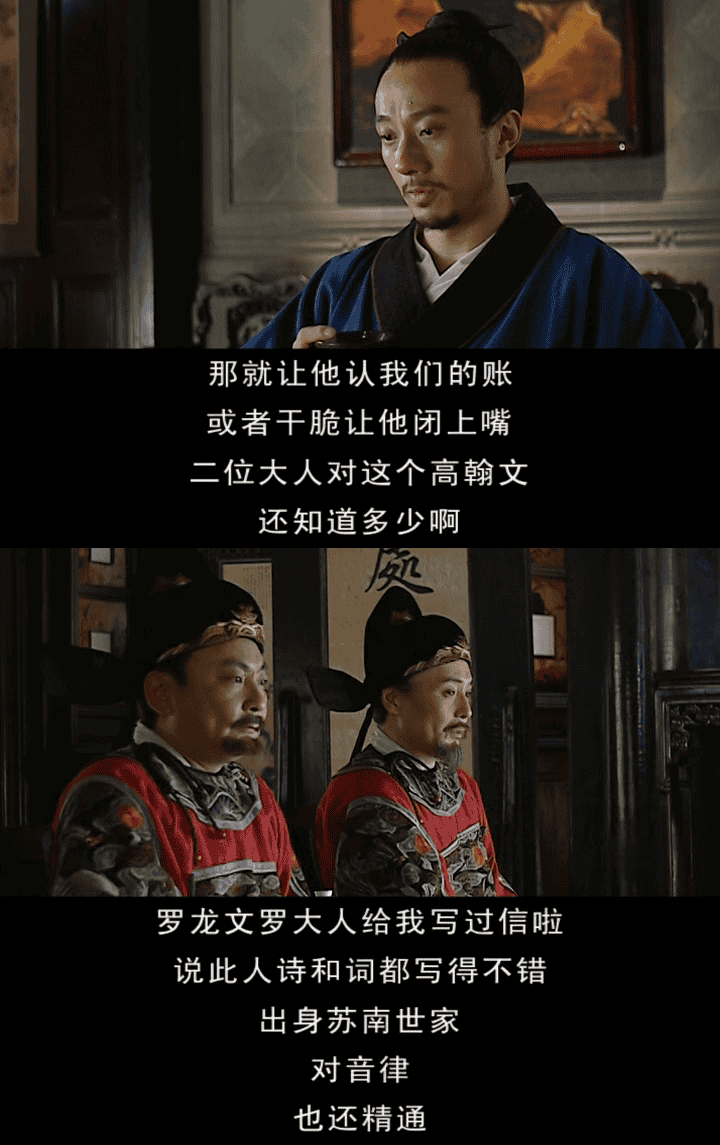 那就让他认我们的账
或者干脆让他闭上嘴
二位大人对这个高翰文
还知道多少啊
處
罗龙文罗大人给我写过信啦
说此人诗和词都写得不错
出身苏南世家
对音律
也还精通